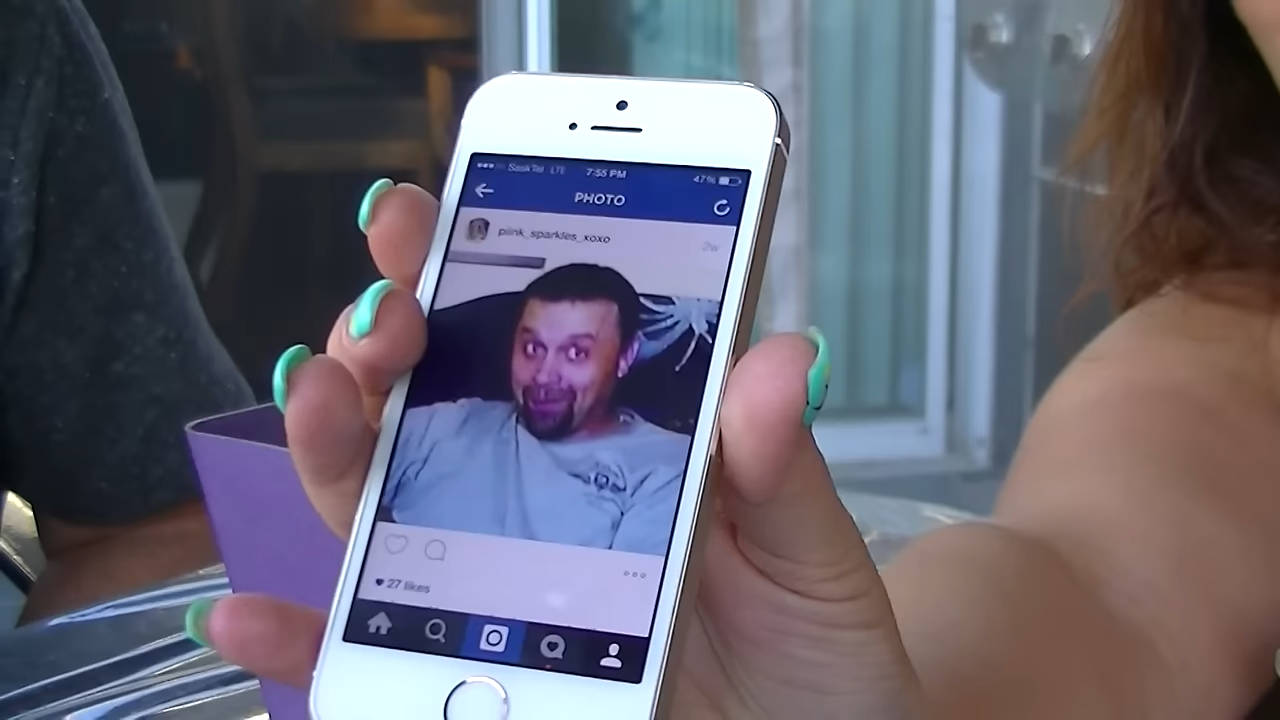 SaskTel LTE 7:55 PM 47%
PHOTO
piink_sparkles_xoxo
2w
27 likes